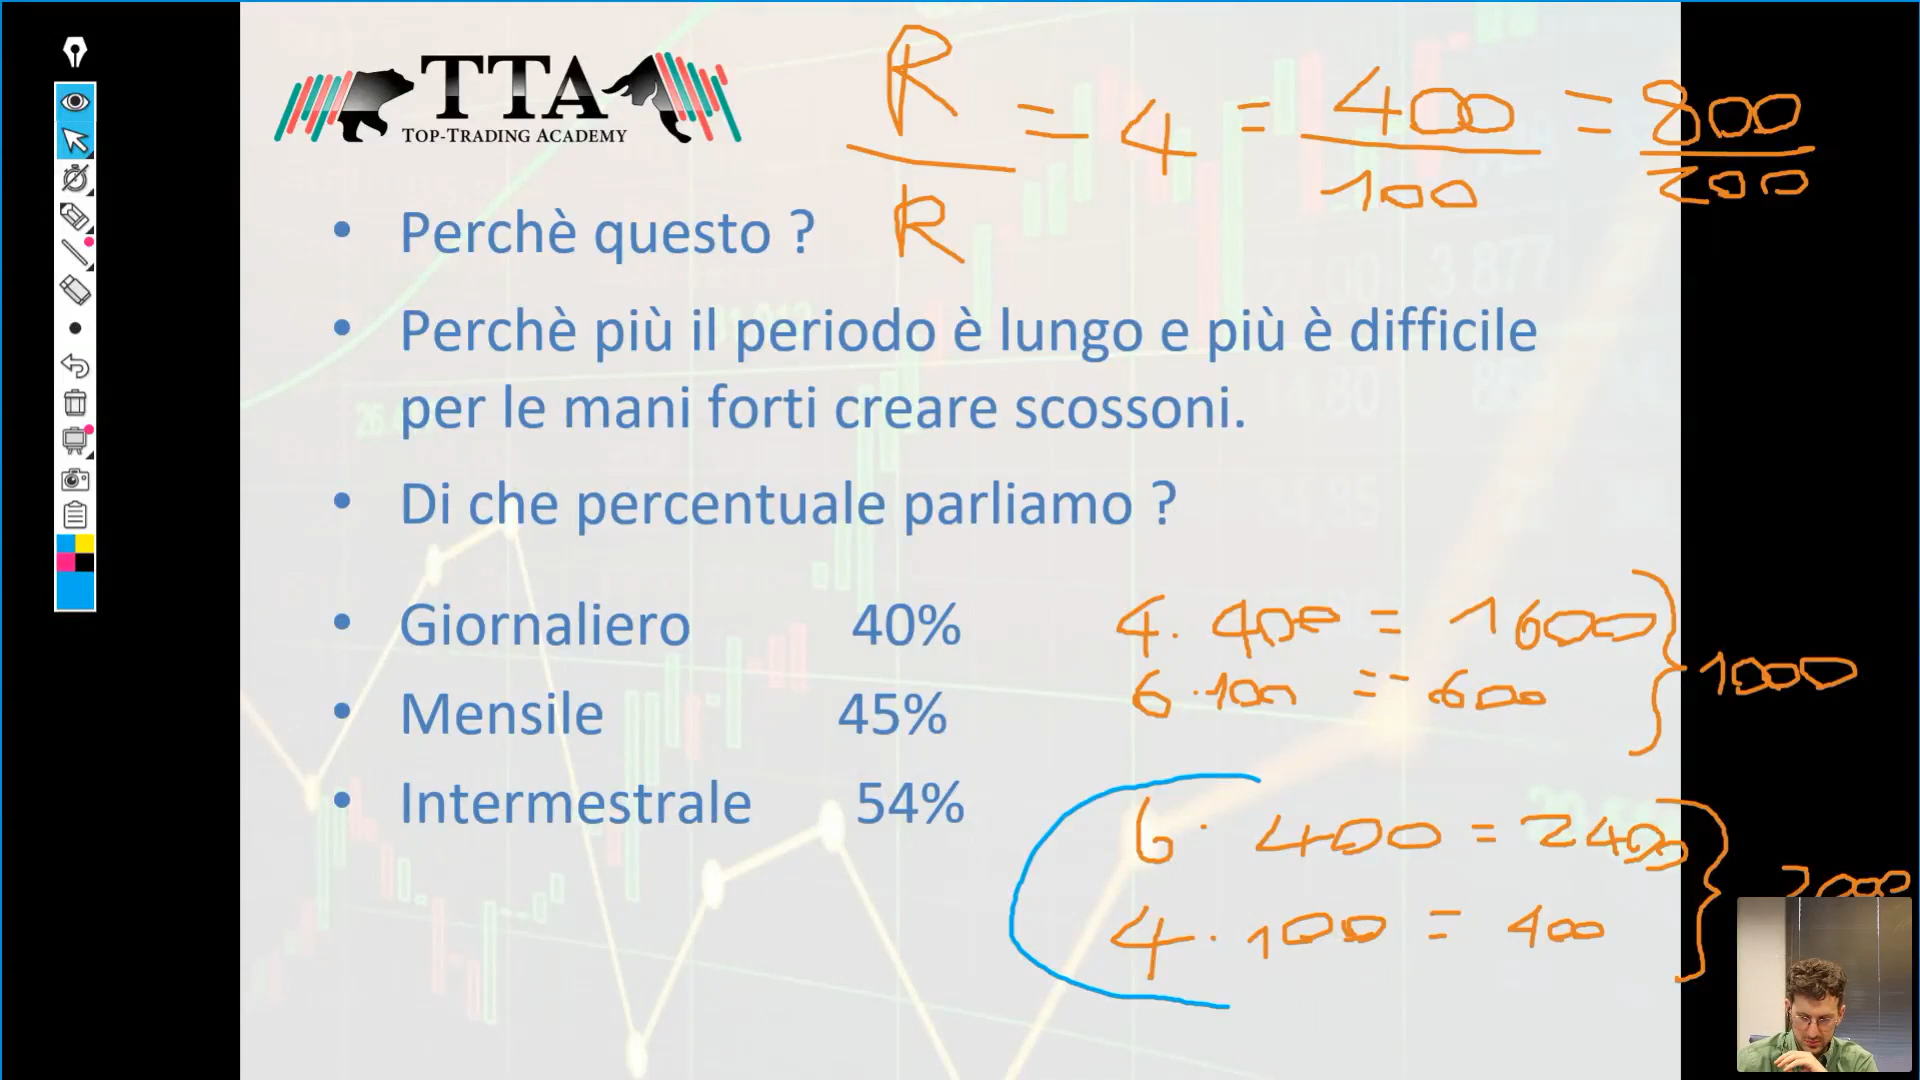 TTA
TOP-TRADING ACADEMY
R
R
= 4 = 400 = 800
100 200
• Perchè questo ?
• Perchè più il periodo è lungo e più è difficile
per le mani forti creare scossoni.
• Di che percentuale parliamo ?
• Giornaliero 40%
• Mensile 45%
• Intermestrale 54%
4 · 400 = 1600
6 · 100 = - 600
1000
6 · 400 = 2400
4 · 100 = 400
2000
3.877